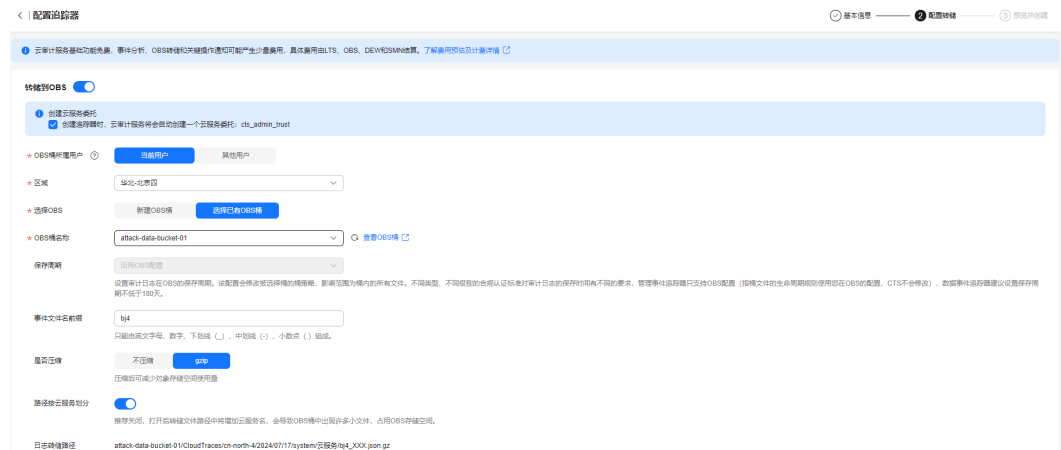 配置追踪器
基本信息
2 配置转储
3 预览并创建
云审计服务基础功能免费，事件分析、OBS转储和关键操作通知可能产生少量费用，具体费用由LTS、OBS、DEW和SMN结算。了解费用预估及计费详情
转储到OBS
创建云服务委托
创建追踪器时，云审计服务将会自动创建一个云服务委托：cts_admin_trust
* OBS桶所属用户 当前用户 其他用户
* 区域 华北-北京四
* 选择OBS 新建OBS桶 选择已有OBS桶
* OBS桶名称 attack-data-bucket-01 查看OBS桶
保存周期 沿用OBS配置
设置审计日志在OBS的保存周期。该配置会修改被选择桶的桶策略，影响范围为桶内的所有文件。不同类型、不同级别的合规认证标准对审计日志的保存时间有不同的要求，管理事件追踪器只支持OBS配置（指桶文件的生命周期规则使用您在OBS的配置，CTS不会修改），数据事件追踪器建议设置保存周
期不低于180天。
事件文件名前缀 bj4
只能由英文字母、数字、下划线（_）、中划线（-）、小数点（.）组成。
是否压缩 不压缩 gzip
压缩后可减少对象存储空间使用量
路径按云服务划分
推荐关闭，打开后转储文件路径中将增加云服务名，会导致OBS桶中出现许多小文件，占用OBS存储空间。
日志转储路径 attack-data-bucket-01/CloudTraces/cn-north-4/2024/07/17/system/云服务/bj4_XXX.json.gz